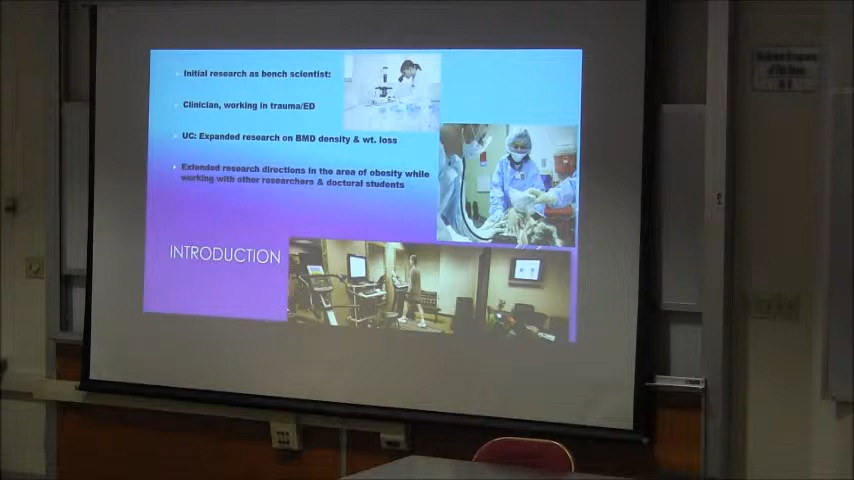 Initial research as bench scientist:
Clinician, working in trauma/ED
UC: Expanded research on BMD density & wt. loss
Extended research directions in the area of obesity while
working with other researchers & doctoral students
INTRODUCTION